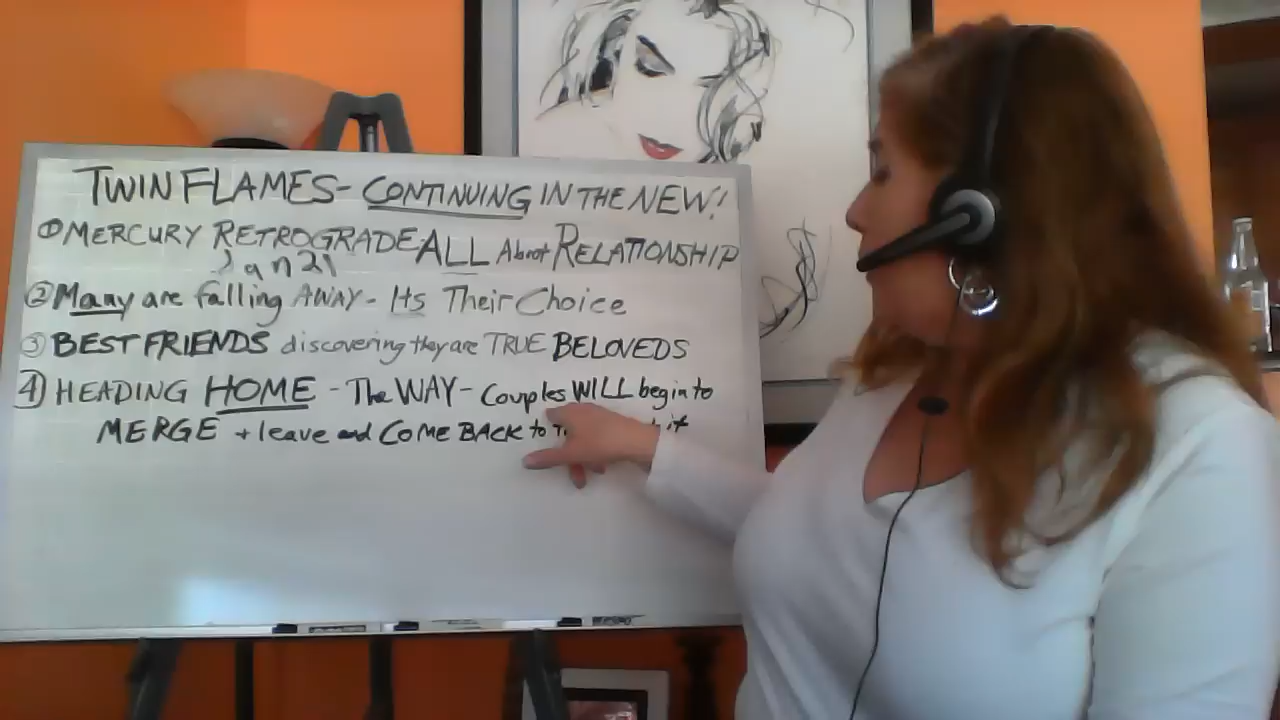 TWIN FLAMES- CONTINUING IN THE NEW!
① MERCURY RETROGRADE ALL About RELATIONSHIP
Jan 21
② Many are falling AWAY - Its Their Choice
③ BEST FRIENDS discovering they are TRUE BELOVEDS
④ HEADING HOME - The WAY - Couples WILL begin to
MERGE + leave and COME BACK to it